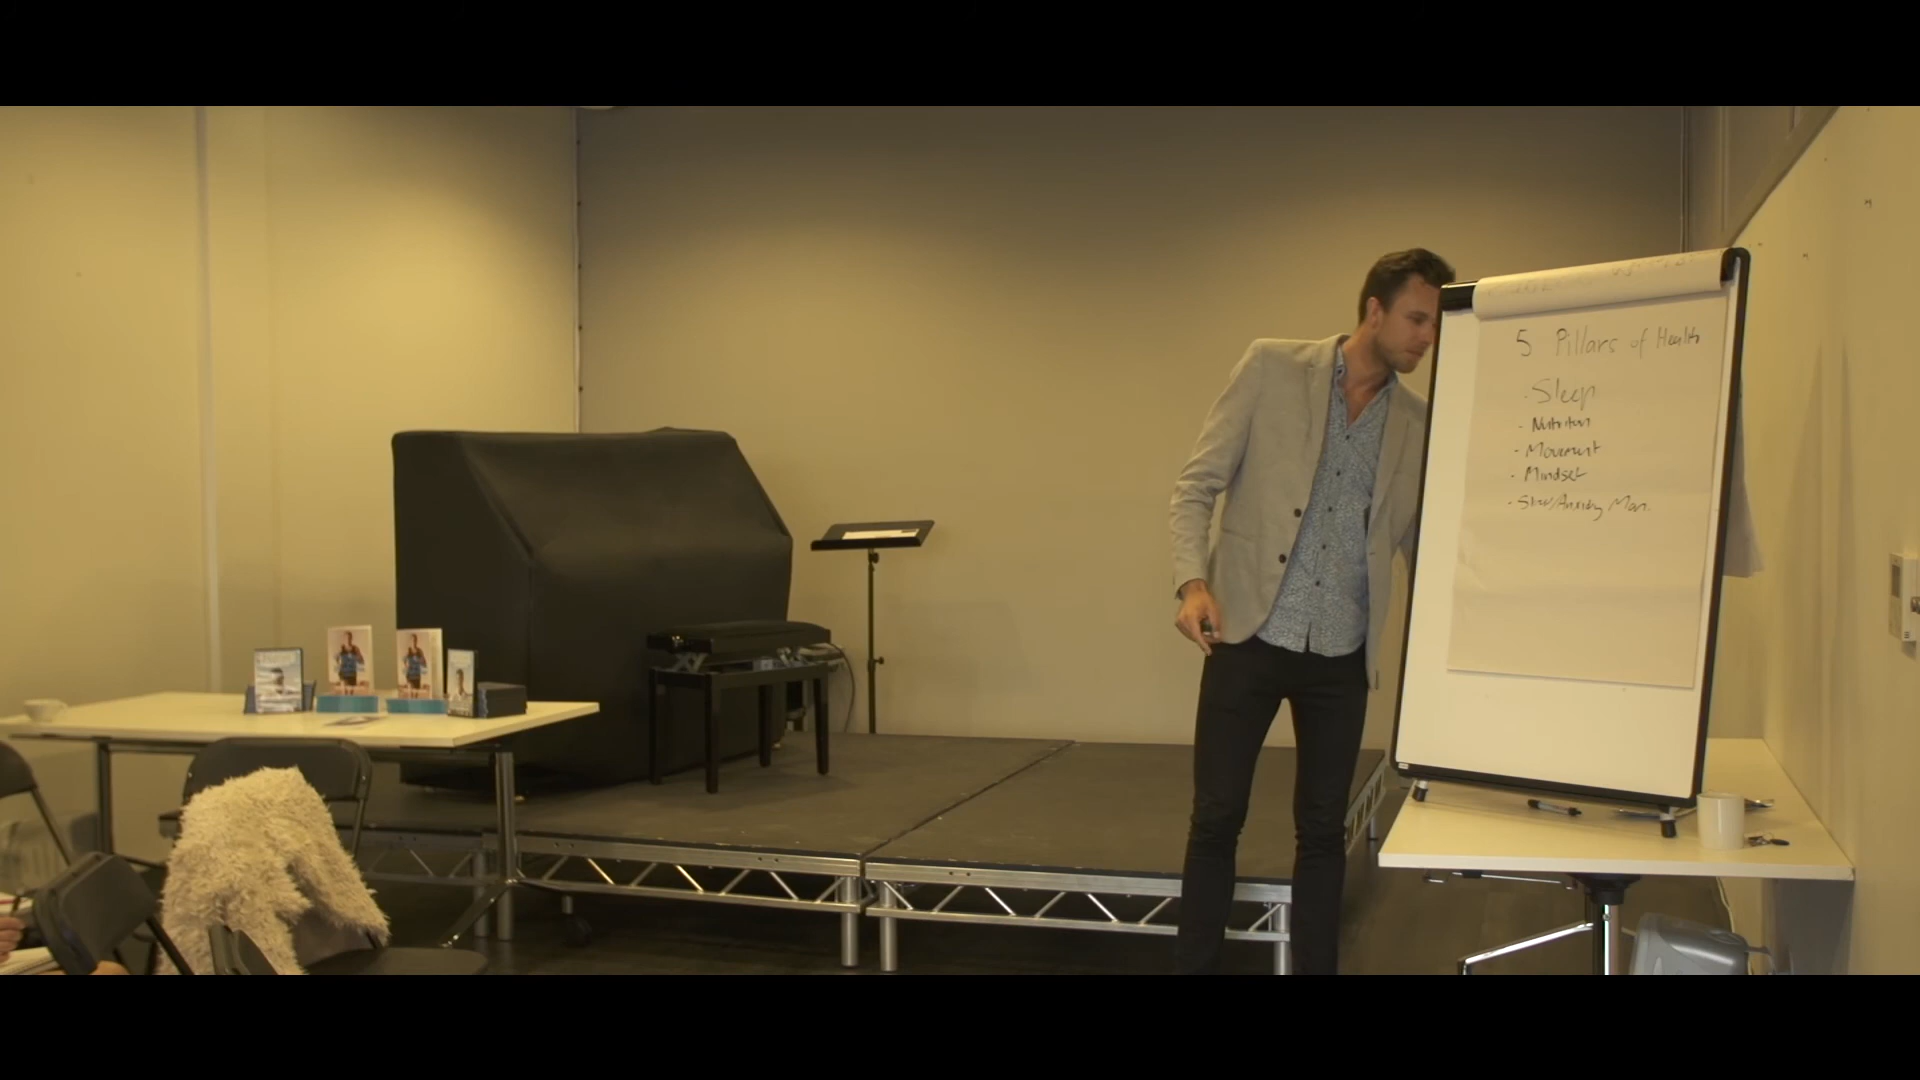 5 Pillars of Health
- Sleep
- Nutrition
- Movement
- Mindset
- Stress/Anxiety Man.